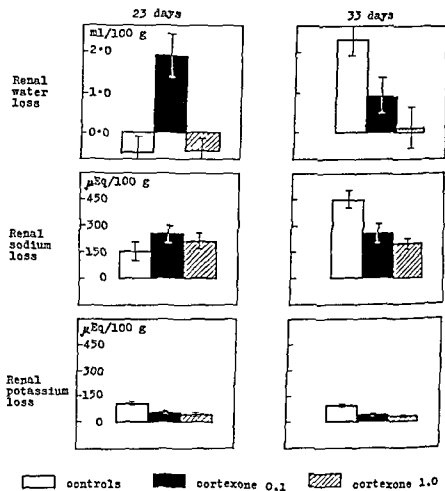 23 days 33 days
ml/100 g
2·0
1·0
0·0
Renal
water
loss
μEq/100 g
450
300
150
0
Renal
sodium
loss
μEq/100 g
450
300
150
0
Renal
potassium
loss
controls cortexone 0.1 cortexone 1.0